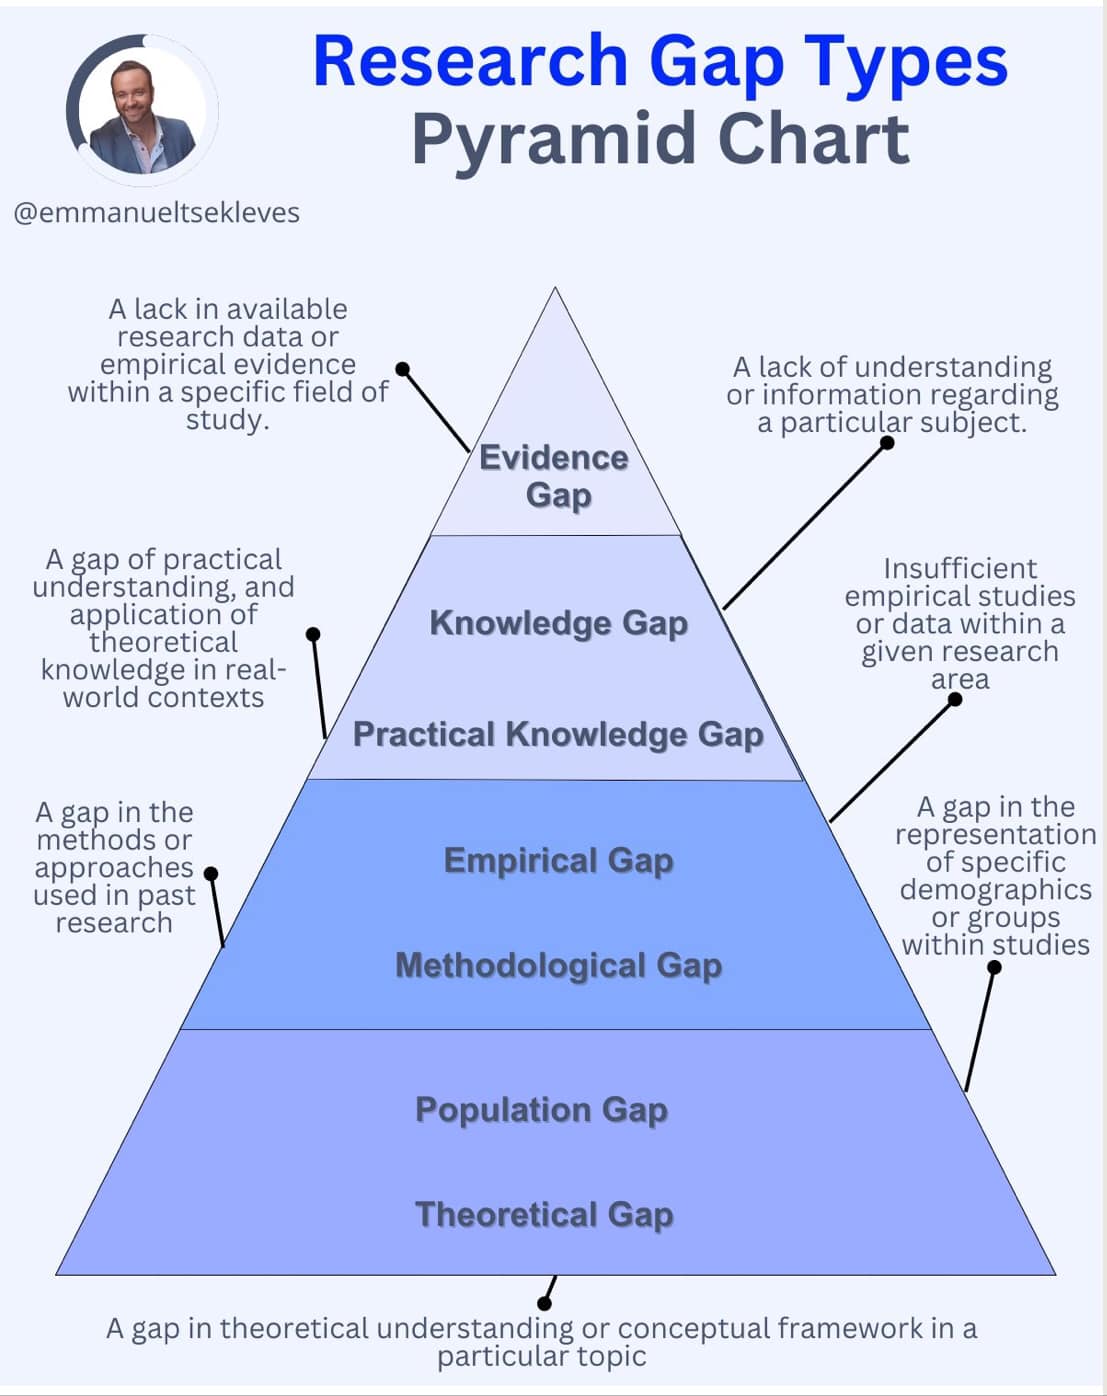 Research Gap Types
Pyramid Chart
@emmanueltsekleves
A lack in available
research data or
empirical evidence
within a specific field of
study.
A lack of understanding
or information regarding
a particular subject.
Evidence
Gap
A gap of practical
understanding, and
application of
theoretical
knowledge in real-
world contexts
Insufficient
empirical studies
or data within a
given research
area
Knowledge Gap
Practical Knowledge Gap
A gap in the
methods or
approaches
used in past
research
A gap in the
representation
of specific
demographics
or groups
within studies
Empirical Gap
Methodological Gap
Population Gap
Theoretical Gap
A gap in theoretical understanding or conceptual framework in a
particular topic